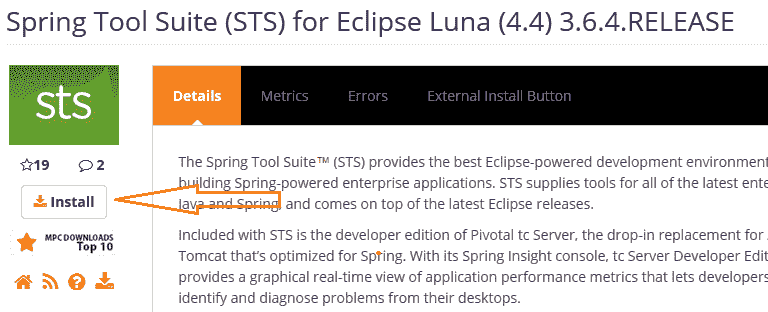 Spring Tool Suite (STS) for Eclipse Luna (4.4) 3.6.4.RELEASE
sts
Details Metrics Errors External Install Button
19 2
Install
MPC DOWNLOADS
Top 10
The Spring Tool Suite™ (STS) provides the best Eclipse-powered development environment
building Spring-powered enterprise applications. STS supplies tools for all of the latest ente
Java and Spring, and comes on top of the latest Eclipse releases.
Included with STS is the developer edition of Pivotal tc Server, the drop-in replacement for
Tomcat that's optimized for Spring. With its Spring Insight console, tc Server Developer Edit
provides a graphical real-time view of application performance metrics that lets developers
identify and diagnose problems from their desktops.